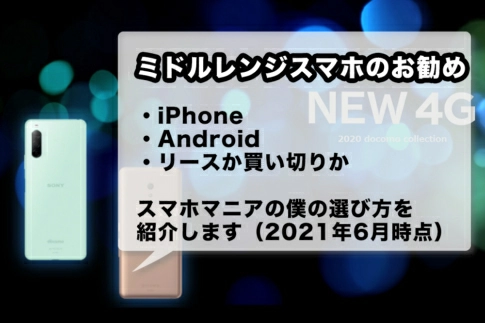 ミドルレンジスマホのお勧め
NEW 4G
2020 docomo collection
・iPhone
・Android
・リースか買い切りか
スマホマニアの僕の選び方を
紹介します（2021年6月時点）
SONY